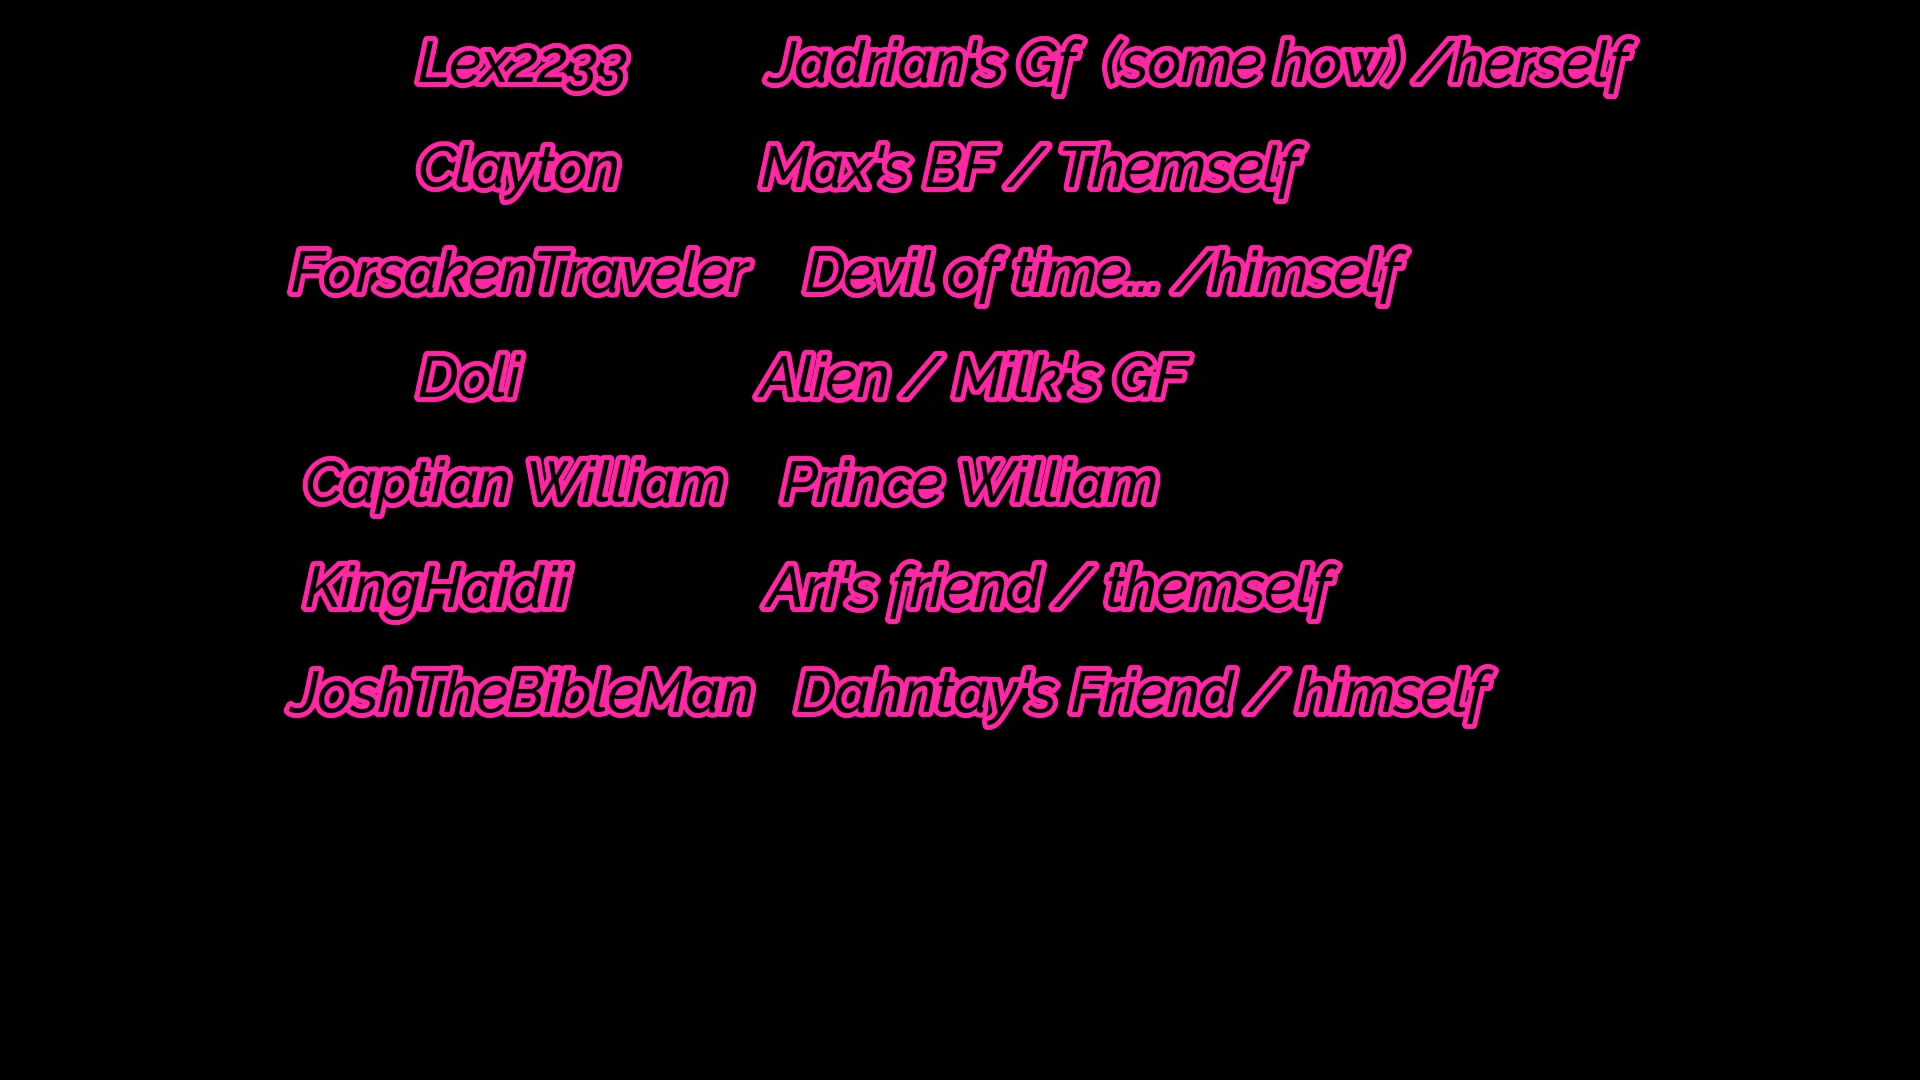 Lex2233 Jadrian's Gf (some how) /herself
Clayton Max's BF / Themself
ForsakenTraveler Devil of time... /himself
Doli Alien / Milk's GF
Captian William Prince William
KingHaidii Ari's friend / themself
JoshTheBibleMan Dahntay's Friend / himself